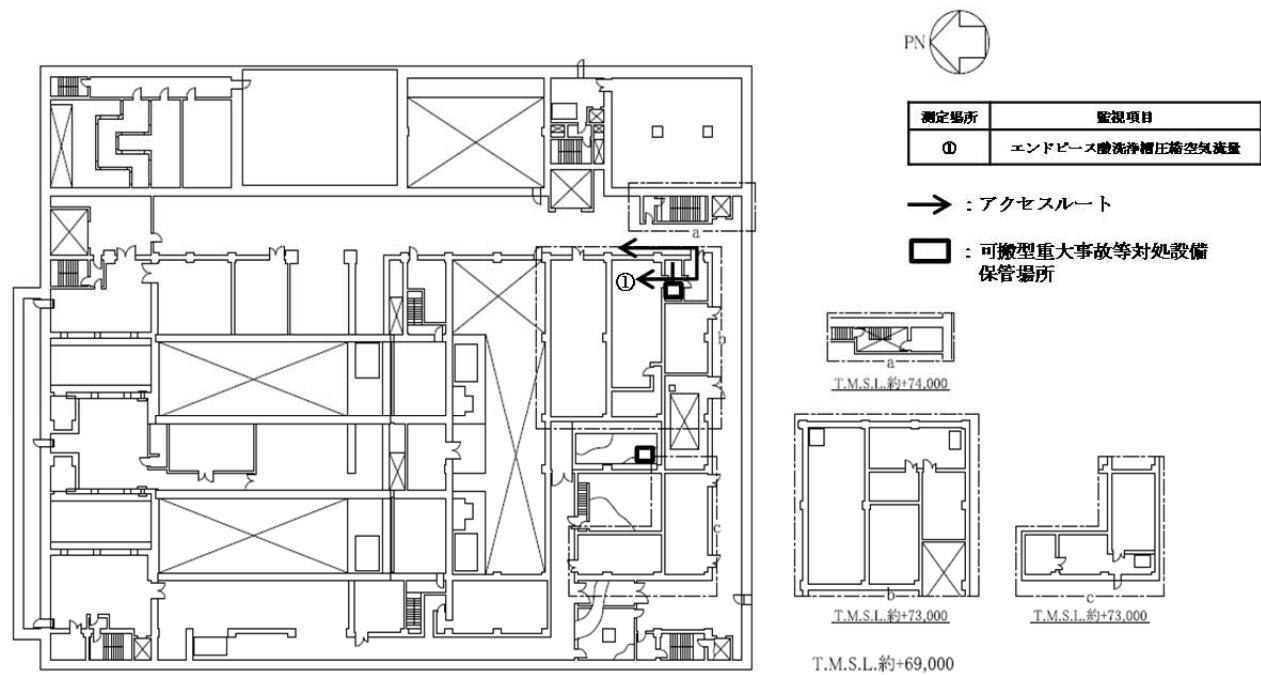 PN
測定場所 監視項目
① エンドピース酸洗浄槽圧縮空気流量
：アクセスルート
：可搬型重大事故等対処設備
保管場所
a
①
b
c
a
T.M.S.L.約+74,000
b
T.M.S.L.約+73,000
c
T.M.S.L.約+73,000
T.M.S.L.約+69,000